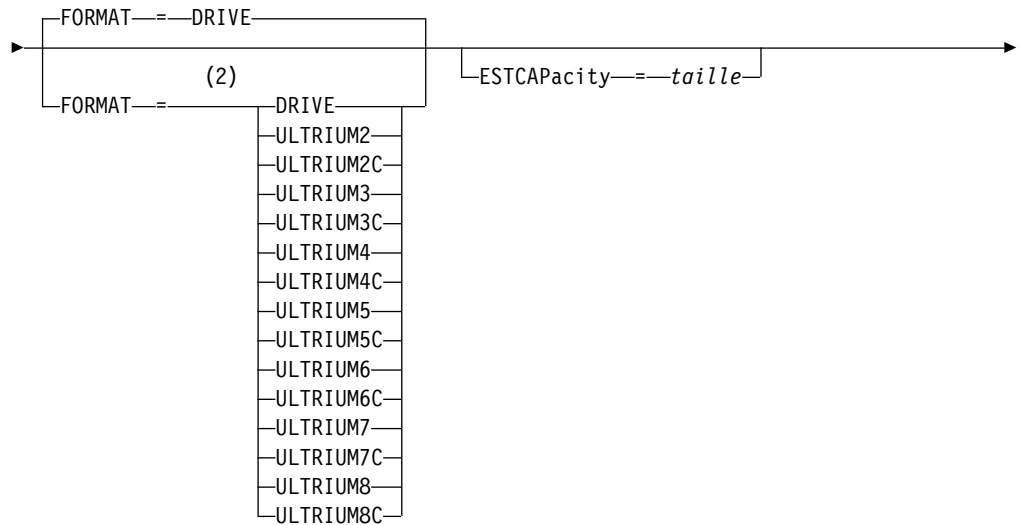 FORMAT = DRIVE
(2)
ESTCAPacity = taille
FORMAT = DRIVE
ULTRIUM2
ULTRIUM2C
ULTRIUM3
ULTRIUM3C
ULTRIUM4
ULTRIUM4C
ULTRIUM5
ULTRIUM5C
ULTRIUM6
ULTRIUM6C
ULTRIUM7
ULTRIUM7C
ULTRIUM8
ULTRIUM8C